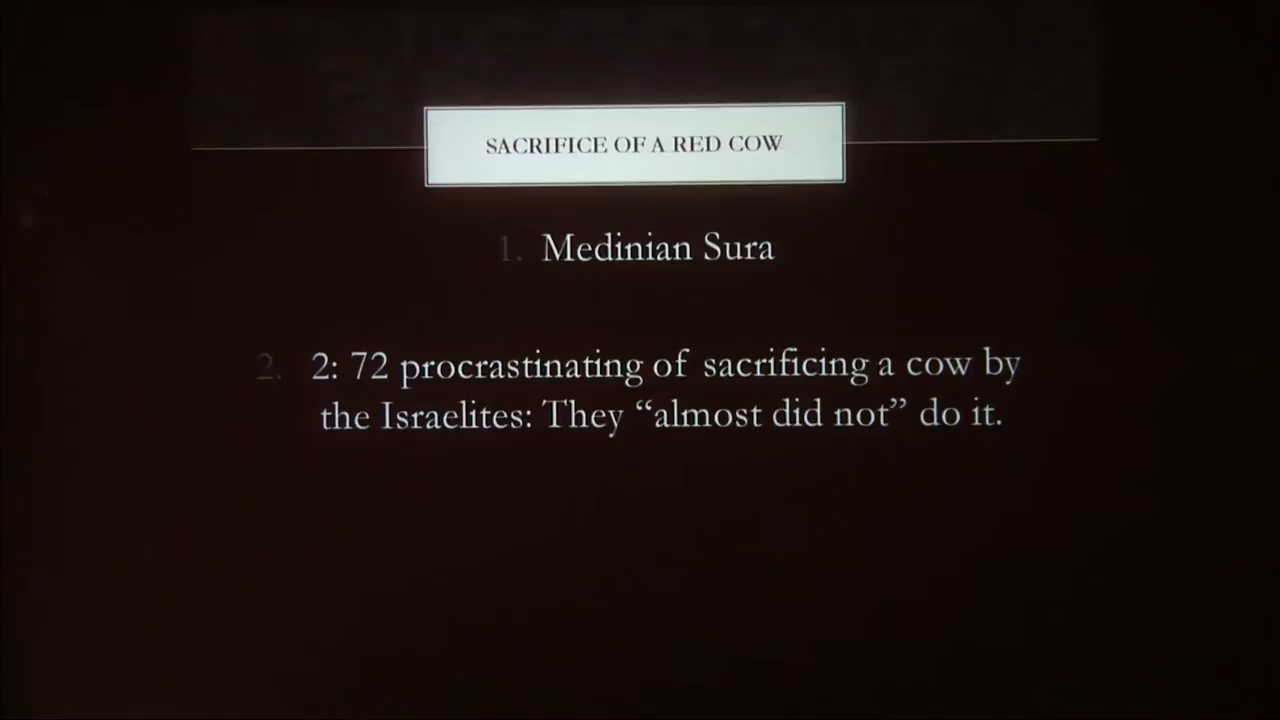 SACRIFICE OF A RED COW
1. Medinian Sura
2. 2: 72 procrastinating of sacrificing a cow by
the Israelites: They “almost did not” do it.